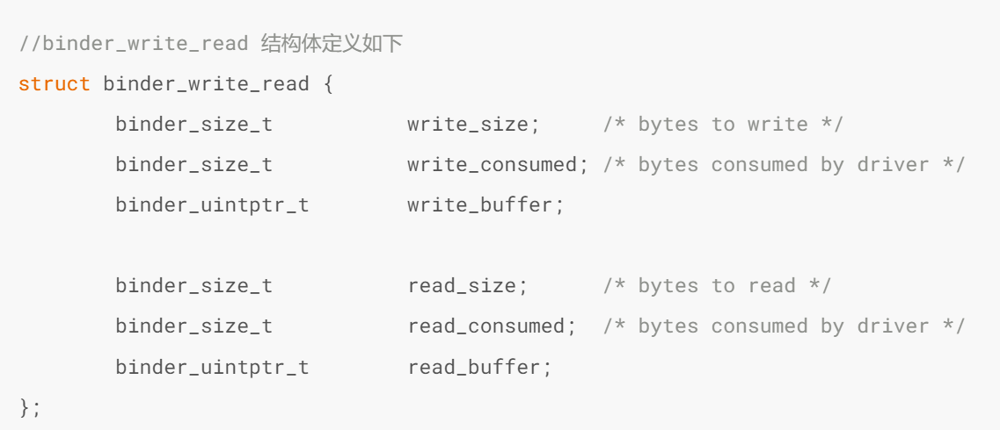 //binder_write_read 结构体定义如下
struct binder_write_read {
binder_size_t write_size; /* bytes to write */
binder_size_t write_consumed; /* bytes consumed by driver */
binder_uintptr_t write_buffer;
binder_size_t read_size; /* bytes to read */
binder_size_t read_consumed; /* bytes consumed by driver */
binder_uintptr_t read_buffer;
};